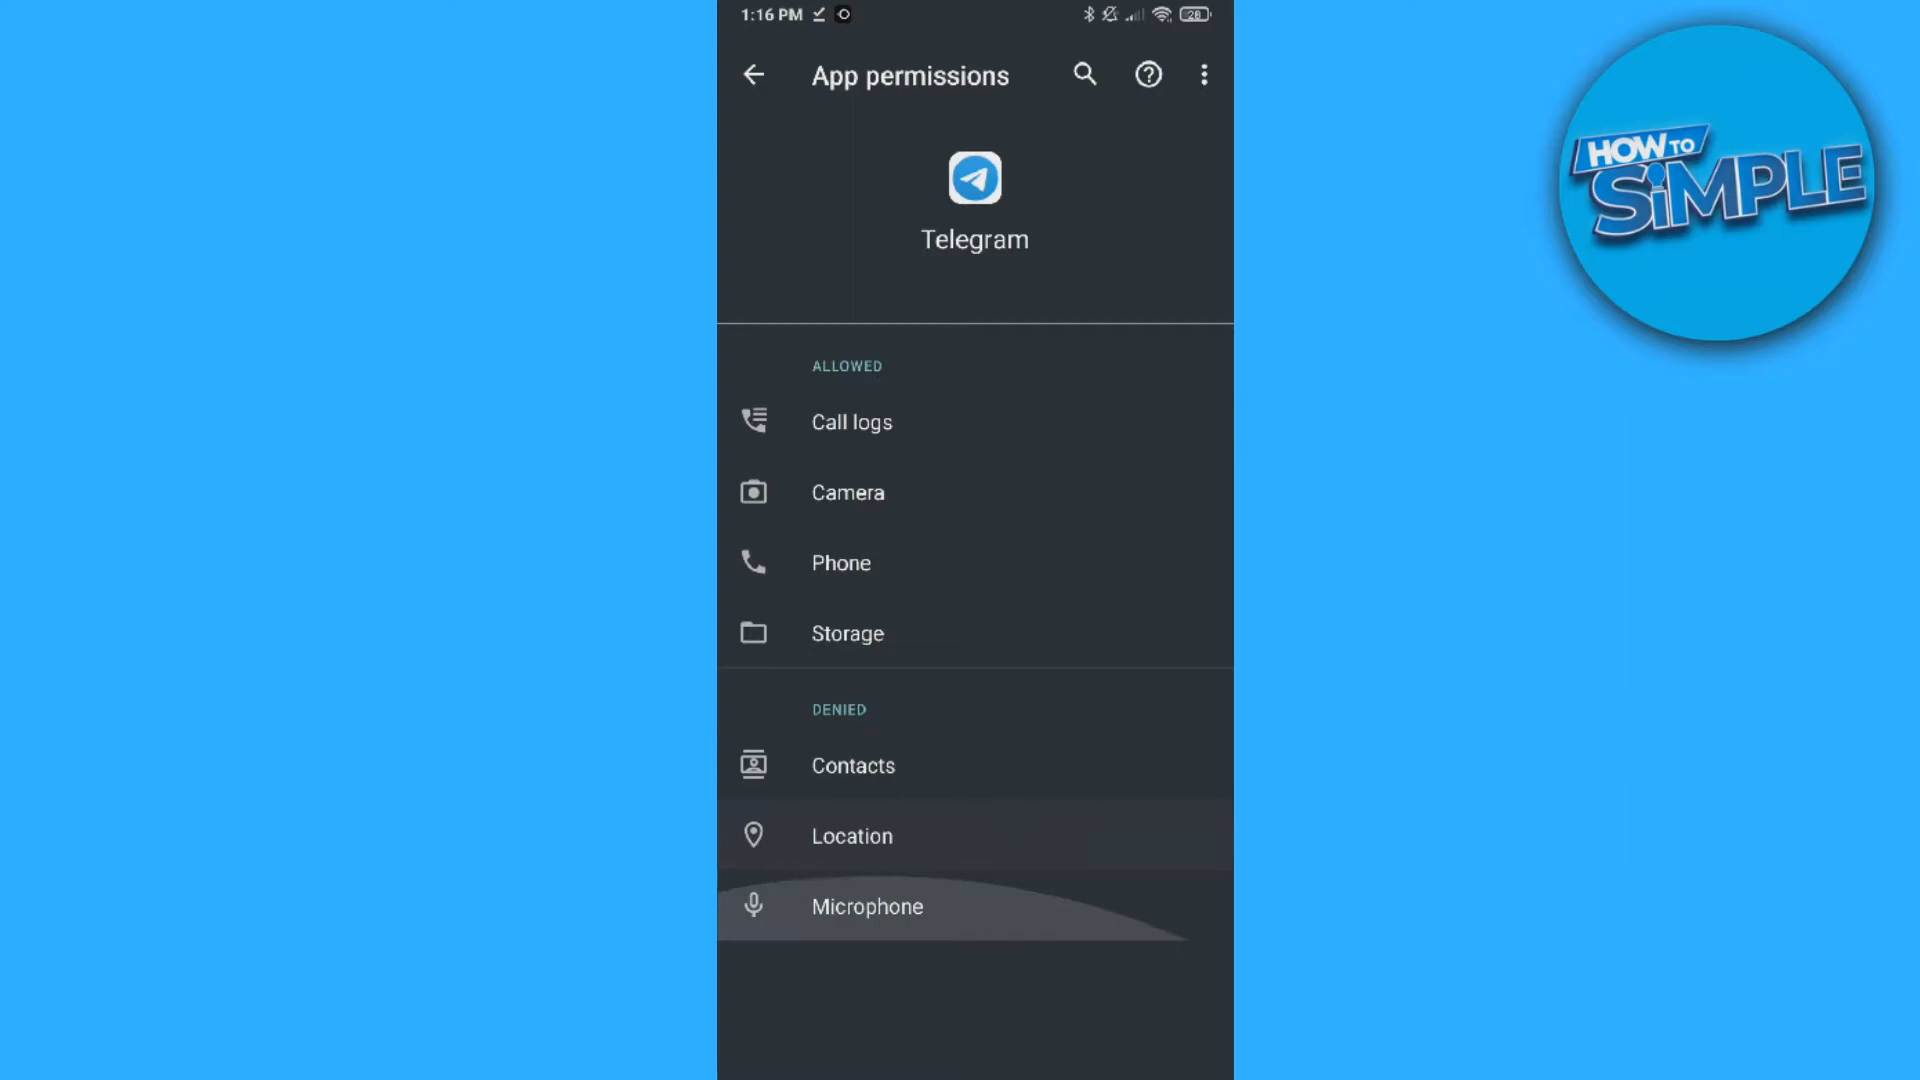 1:16 PM
28
App permissions
HOW TO
SiMPLE
Telegram
ALLOWED
Call logs
Camera
Phone
Storage
DENIED
Contacts
Location
Microphone